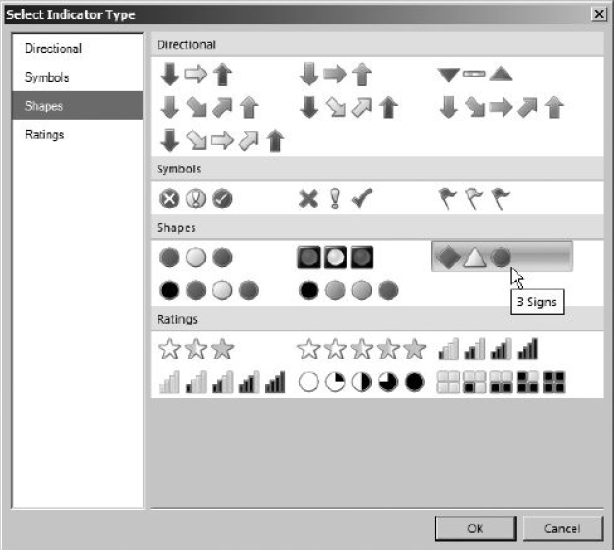 Select Indicator Type
Directional
Symbols
Shapes
Ratings
Directional
Symbols
Shapes
3 Signs
Ratings
OK Cancel